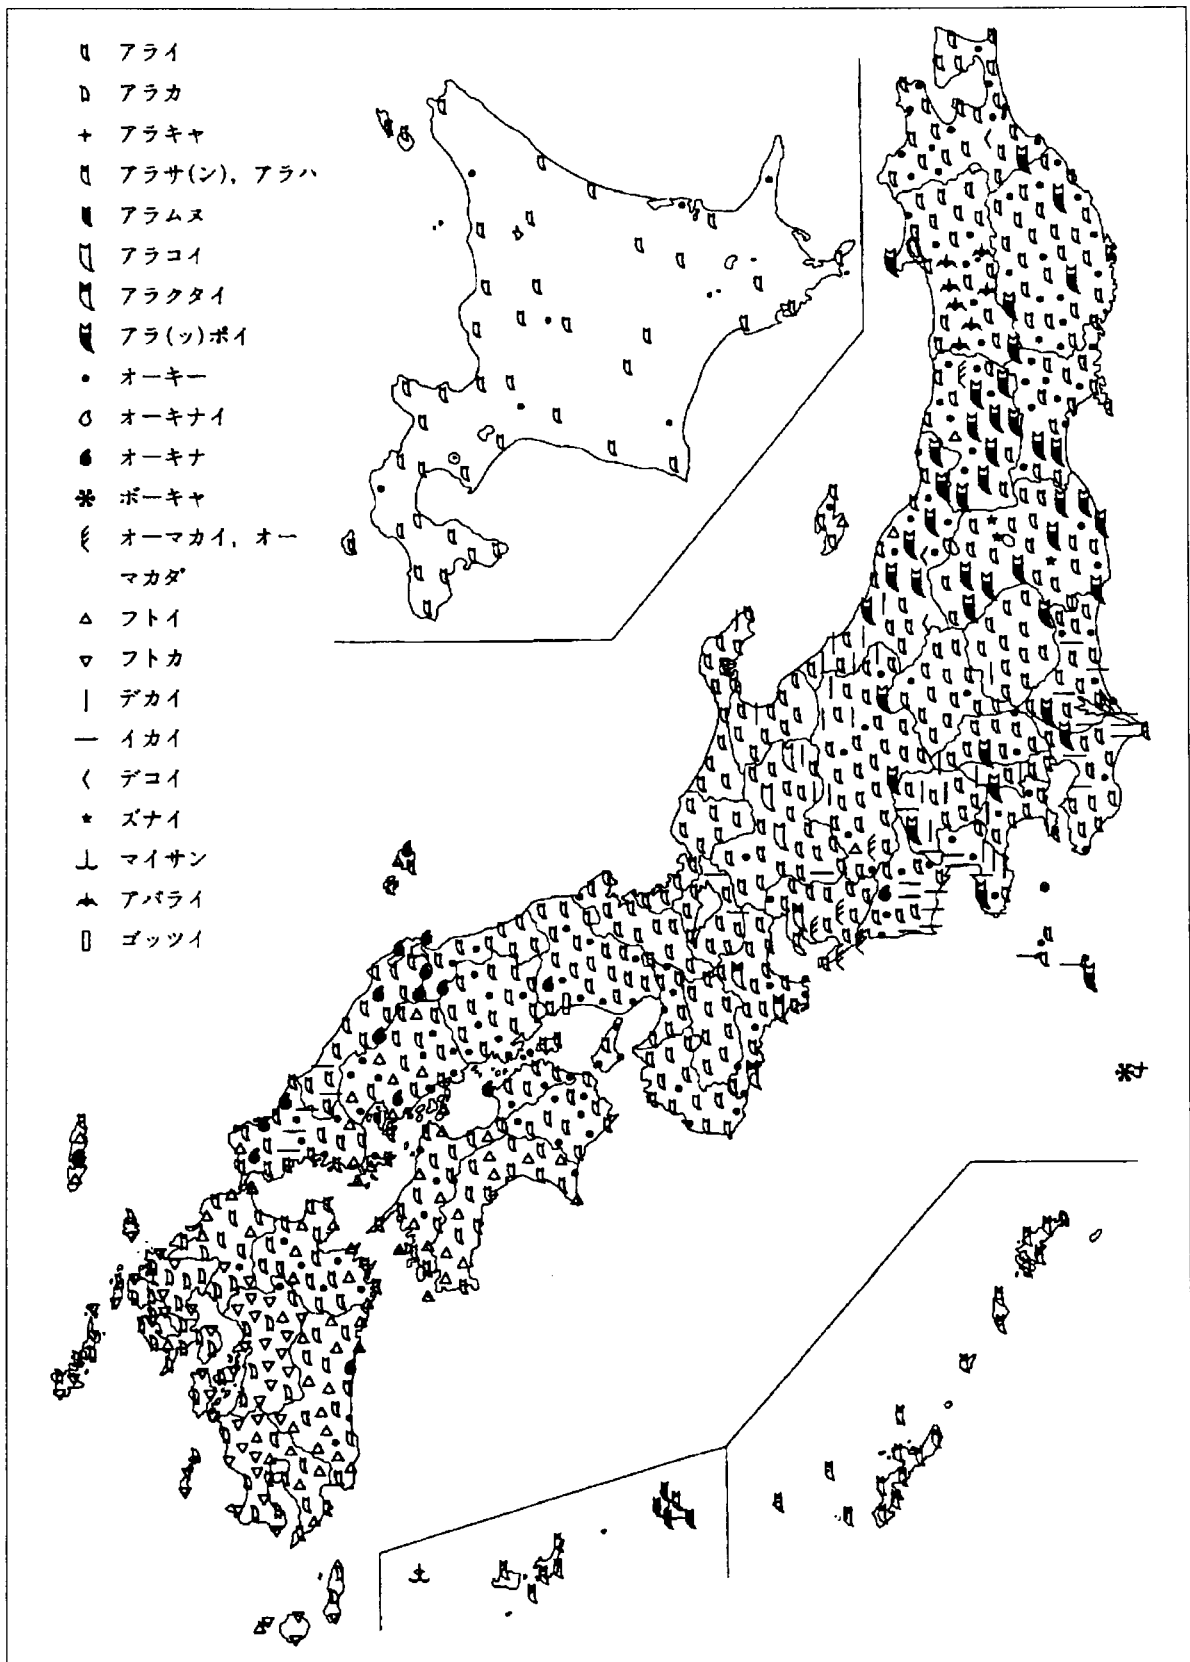 アライ
アラカ
アラキャ
アラサ(ン), アラハ
アラムヌ
アラコイ
アラクタイ
アラ(ッ)ポイ
オーキー
オーキナイ
オーキナ
ボーキャ
オーマカイ, オー
マカダ
フトイ
フトカ
デカイ
イカイ
デコイ
ズナイ
マイサン
アバライ
ゴッツイ